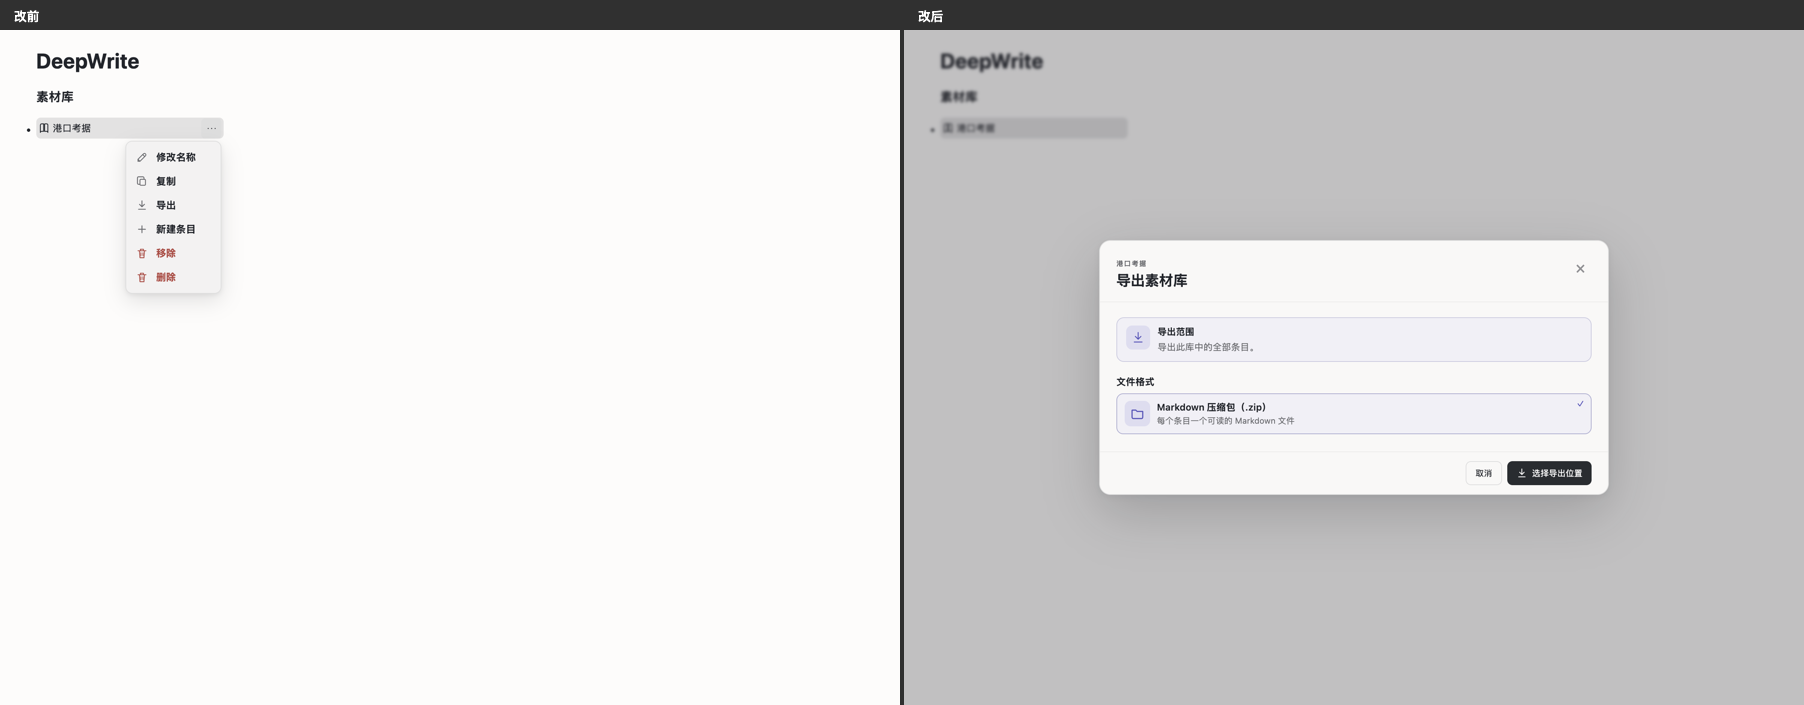 改前
DeepWrite
素材库
港口考据
修改名称
复制
导出
新建条目
移除
删除
改后
DeepWrite
素材库
港口考据
港口考据
导出素材库
导出范围
导出此库中的全部条目。
文件格式
Markdown 压缩包（.zip）
每个条目一个可读的 Markdown 文件
取消
选择导出位置